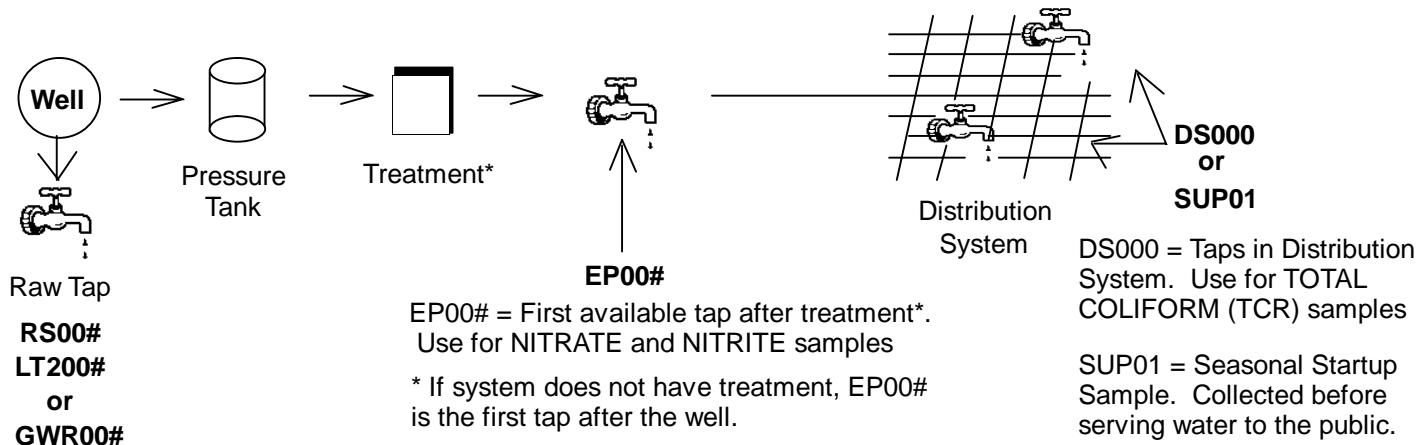 Well
Raw Tap
RS00#
LT200#
or
GWR00#
Pressure
Tank
Treatment*
EP00#
EP00# = First available tap after treatment*.
Use for NITRATE and NITRITE samples
* If system does not have treatment, EP00#
is the first tap after the well.
Distribution
System
DS000
or
SUP01
DS000 = Taps in Distribution
System. Use for TOTAL
COLIFORM (TCR) samples
SUP01 = Seasonal Startup
Sample. Collected before
serving water to the public.